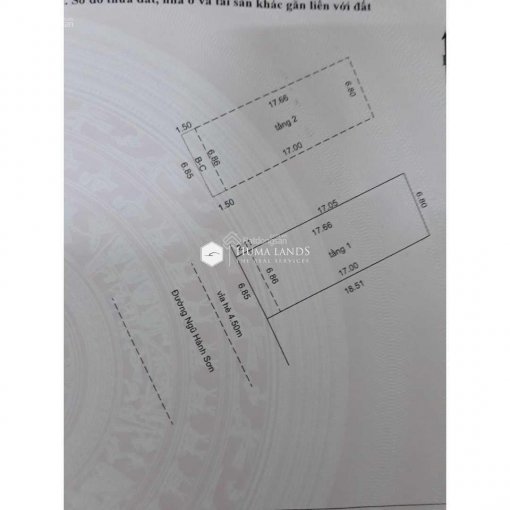 . Sơ đồ thửa đất, nhà ở và tài sản khác gắn liền với đất
17.66
6.80
1.50
tầng 2
6.86
B-C
6.85
17.00
1.50
17.05
6.80
17.66
tầng 1
6.86
17.00
6.85
18.51
vỉa hè 4.50m
Đường Ngũ Hành Sơn
HUMA LANDS
THE REAL SERVICES